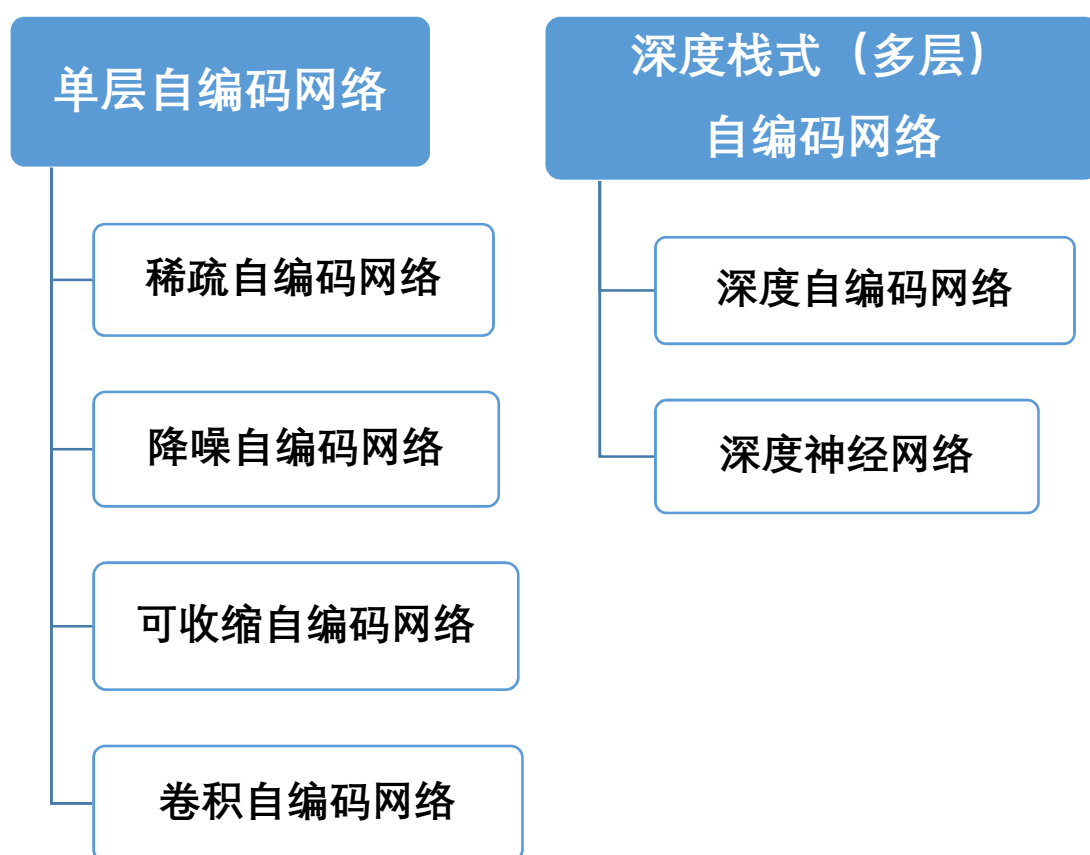 单层自编码网络
稀疏自编码网络
降噪自编码网络
可收缩自编码网络
卷积自编码网络
深度栈式（多层）
自编码网络
深度自编码网络
深度神经网络